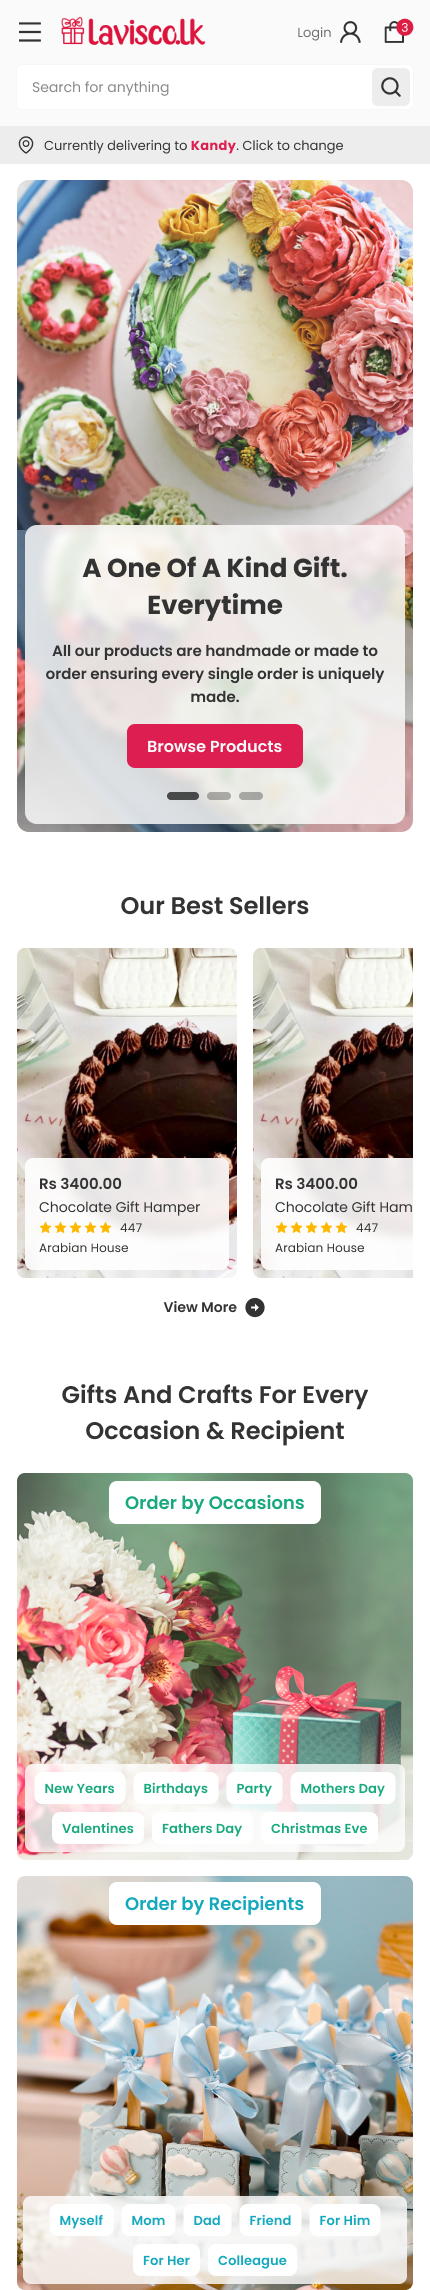 Lavisco.lk
Login
3
Search for anything
Currently delivering to Kandy. Click to change
A One Of A Kind Gift.
Everytime
All our products are handmade or made to
order ensuring every single order is uniquely
made.
Browse Products
Our Best Sellers
LAVI
Rs 3400.00
Chocolate Gift Hamper
447
Arabian House
LAVI
Rs 3400.00
Chocolate Gift Ham
447
Arabian House
View More
Gifts And Crafts For Every
Occasion & Recipient
Order by Occasions
New Years Birthdays Party Mothers Day
Valentines Fathers Day Christmas Eve
Order by Recipients
Myself Mom Dad Friend For Him
For Her Colleague